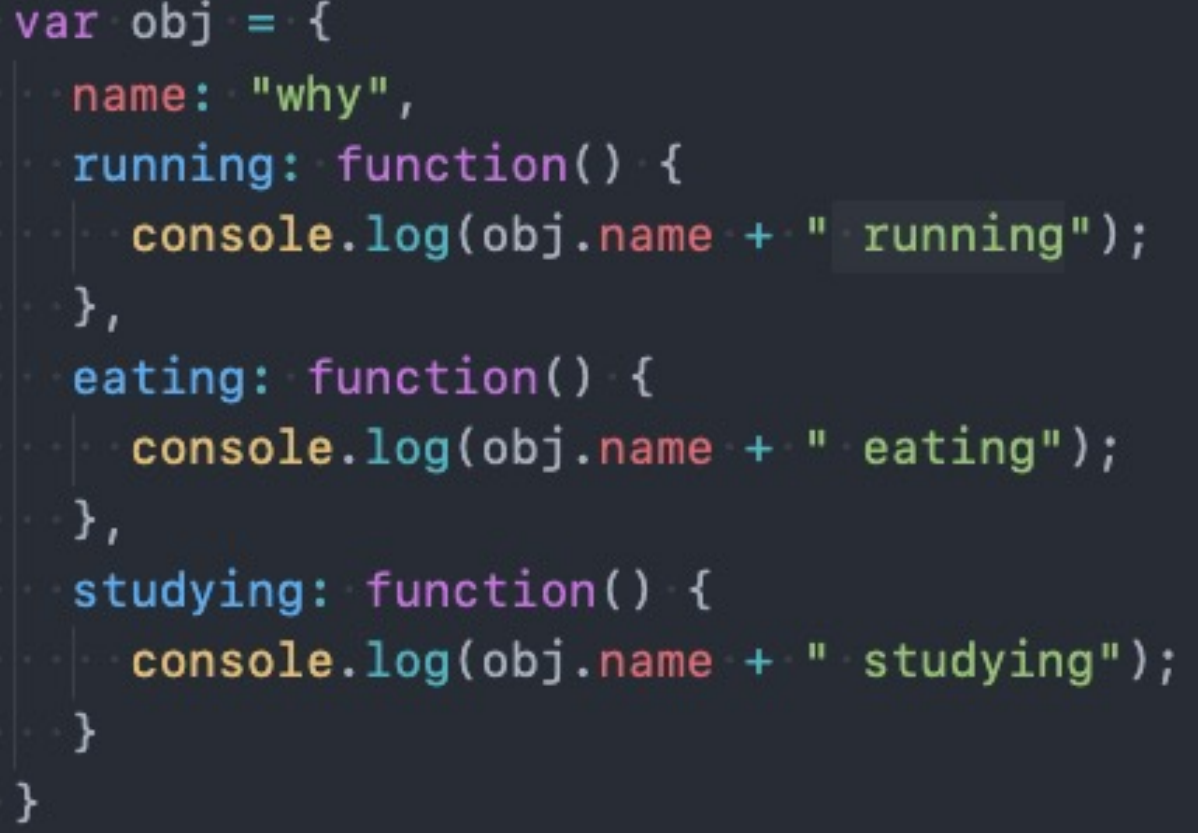 var obj = {
  name: "why",
  running: function() {
    console.log(obj.name + " running");
  },
  eating: function() {
    console.log(obj.name + " eating");
  },
  studying: function() {
    console.log(obj.name + " studying");
  }
}